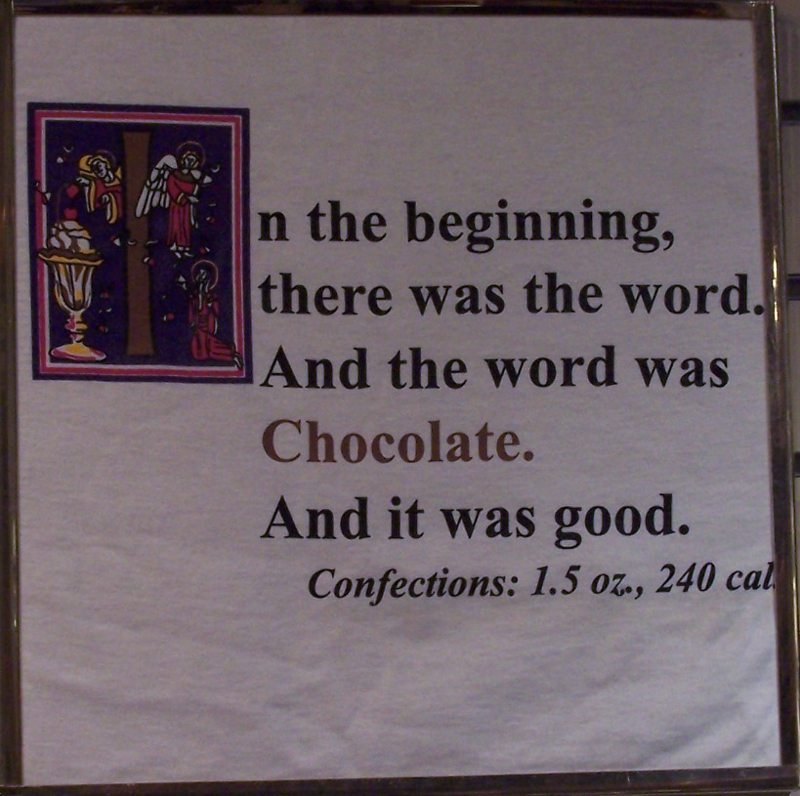 In the beginning,
there was the word.
And the word was
Chocolate.
And it was good.
Confections: 1.5 oz., 240 cal.